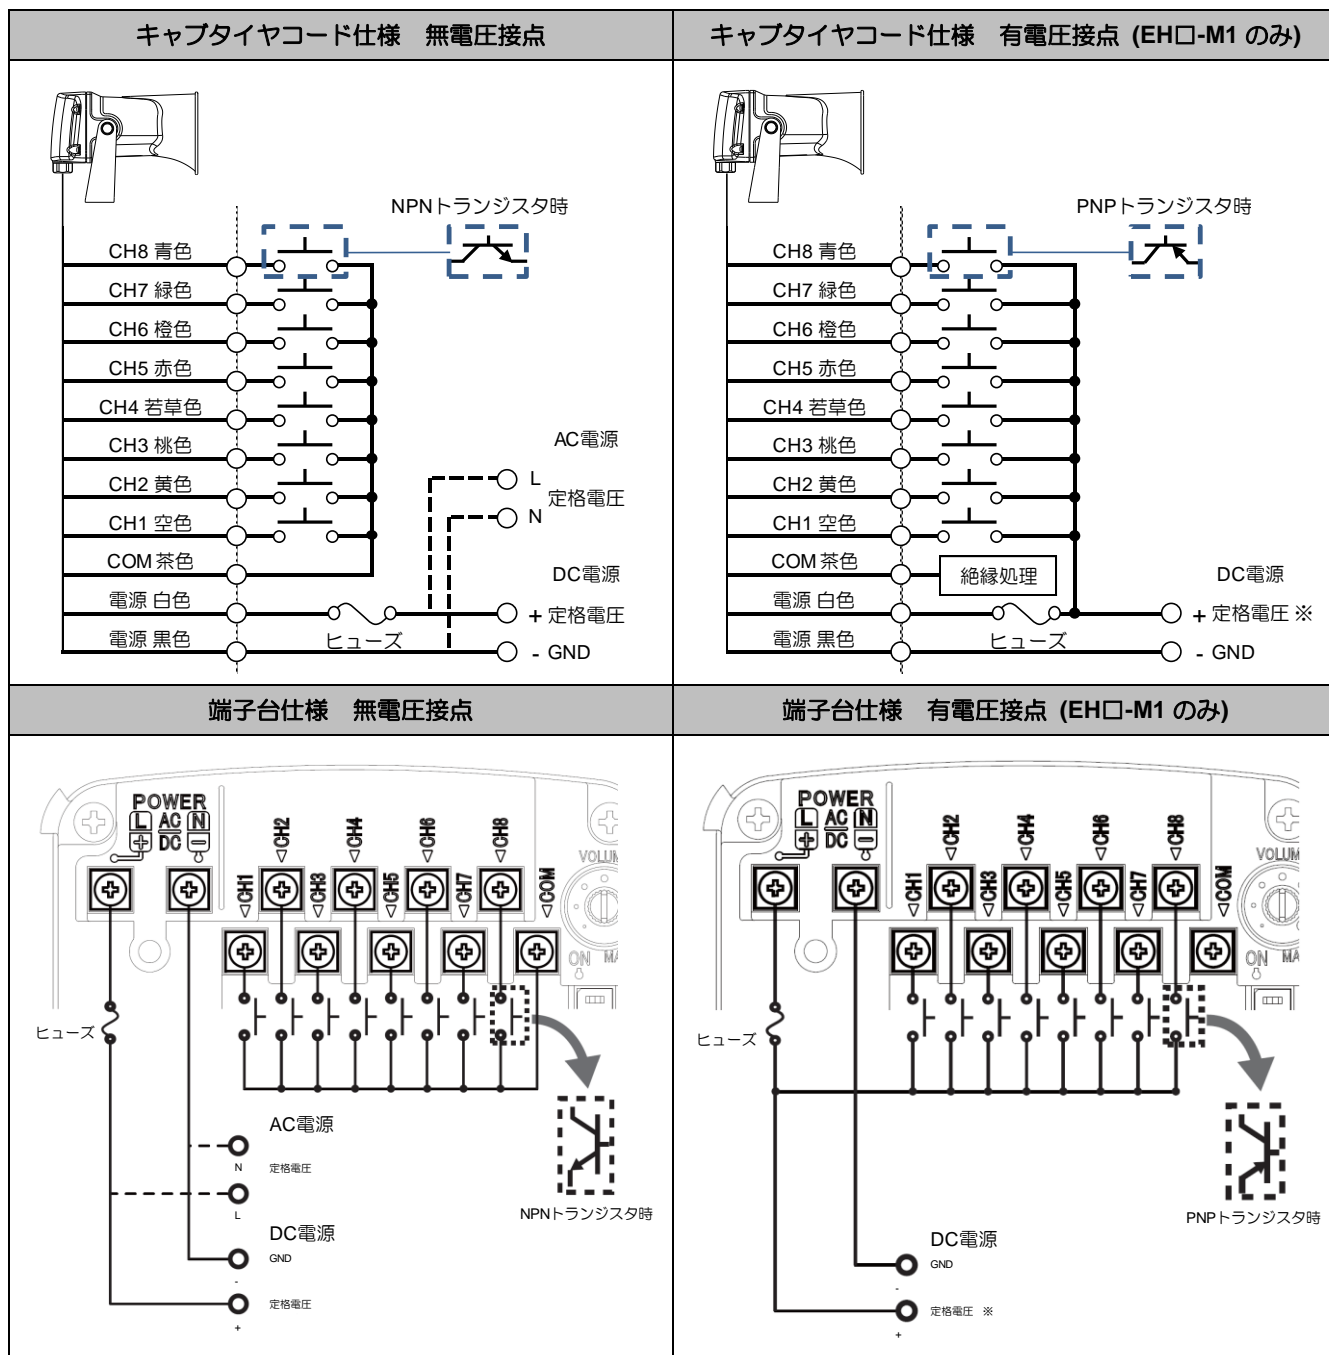 キャブタイヤコード仕様　無電圧接点
キャブタイヤコード仕様　有電圧接点 (EH□-M1 のみ)
NPNトランジスタ時
CH8 青色
CH7 緑色
CH6 橙色
CH5 赤色
CH4 若草色
CH3 桃色
CH2 黄色
CH1 空色
COM 茶色
電源 白色
電源 黒色
ヒューズ
AC電源
L
定格電圧
N
DC電源
+ 定格電圧
- GND
PNPトランジスタ時
CH8 青色
CH7 緑色
CH6 橙色
CH5 赤色
CH4 若草色
CH3 桃色
CH2 黄色
CH1 空色
COM 茶色
絶縁処理
電源 白色
電源 黒色
ヒューズ
DC電源
+ 定格電圧 ※
- GND
端子台仕様　無電圧接点
端子台仕様　有電圧接点 (EH□-M1 のみ)
POWER
L AC N
+ DC -
CH2
CH4
CH6
CH8
CH1
CH3
CH5
CH7
COM
VOLUM
ON MA
ヒューズ
AC電源
N 定格電圧
L
DC電源
GND
-
定格電圧
+
NPNトランジスタ時
POWER
L AC N
+ DC -
CH2
CH4
CH6
CH8
CH1
CH3
CH5
CH7
COM
VOLUM
ON MA
ヒューズ
DC電源
GND
-
定格電圧 ※
+
PNPトランジスタ時